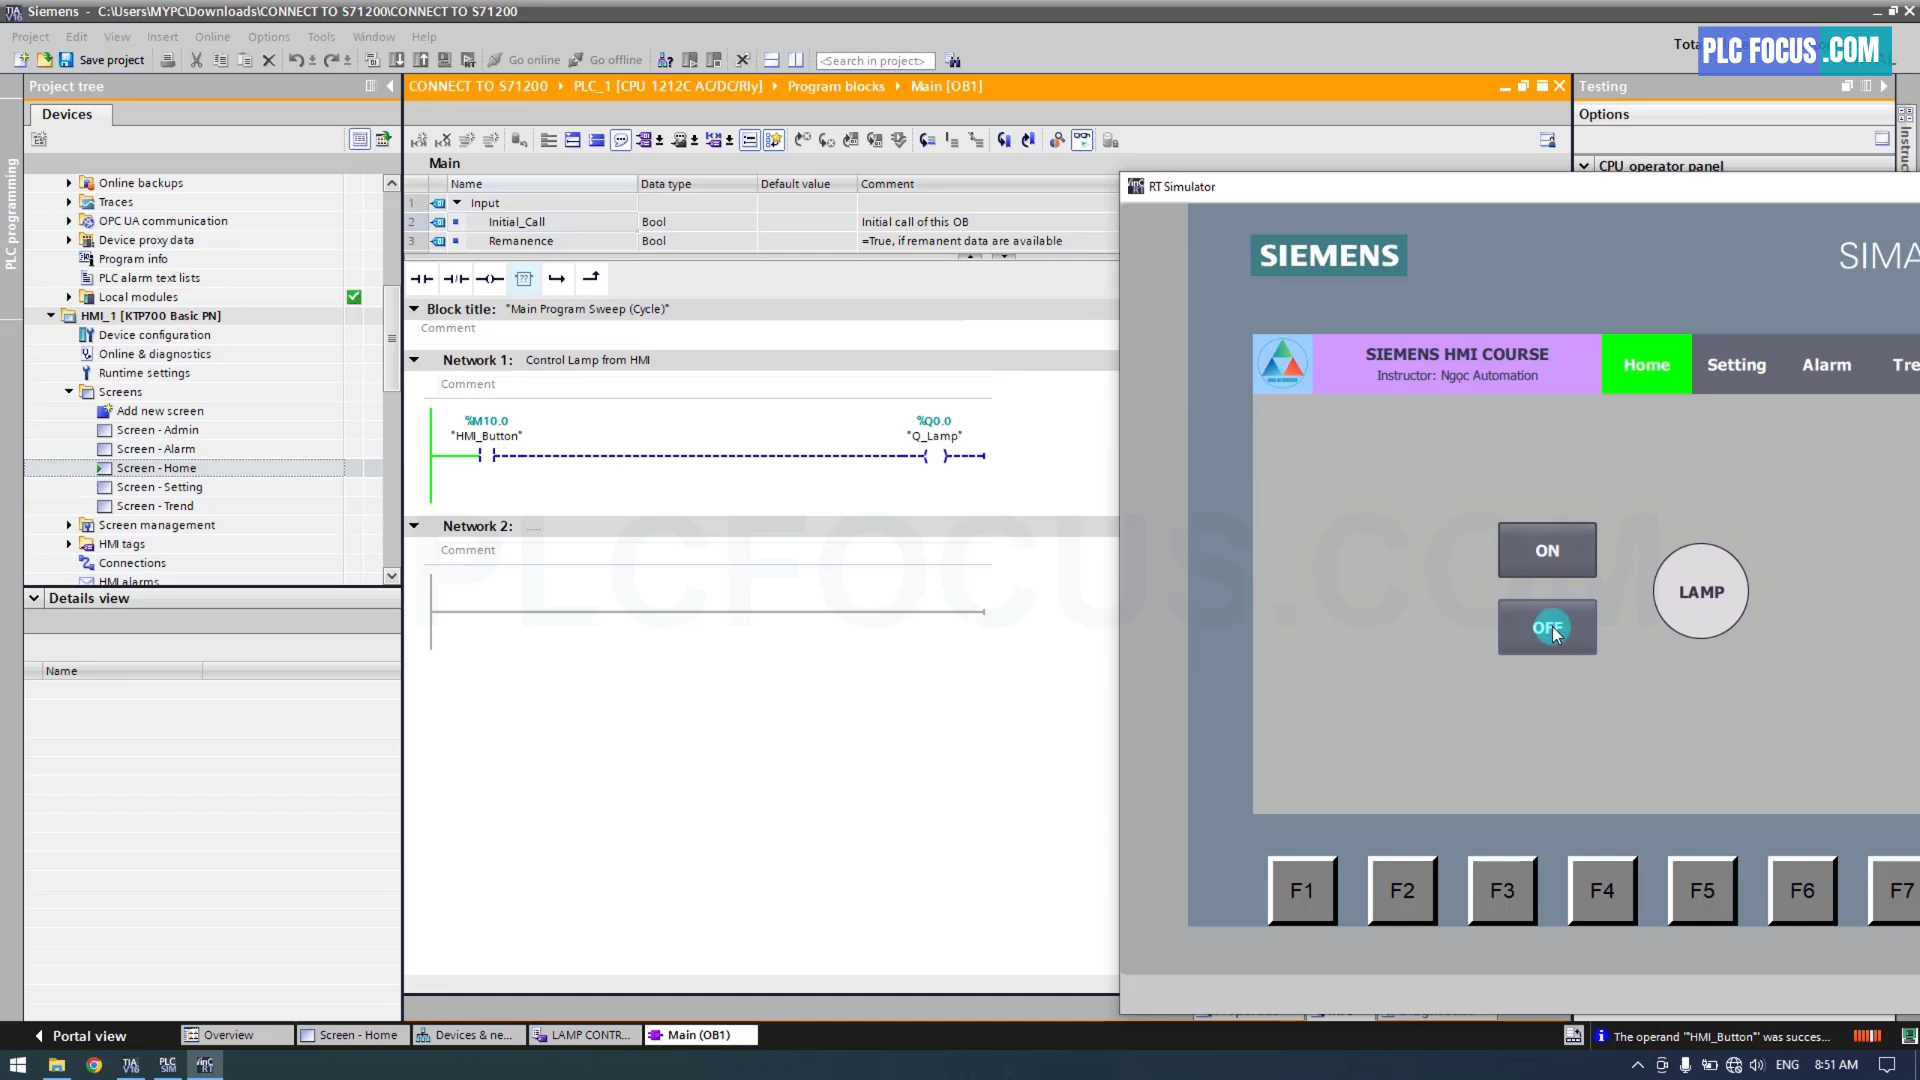 Siemens - C:\Users\MYPC\Downloads\CONNECT TO S71200\CONNECT TO S71200
Project Edit View Insert Online Options Tools Window Help
Tota
PLC FOCUS .COM
Save project
Go online
Go offline
<Search in project>
Project tree
CONNECT TO S71200 › PLC_1 [CPU 1212C AC/DC/Rly] › Program blocks › Main [OB1]
Testing
Devices
Options
PLC programming
CPU operator panel
Main
Name Data type Default value Comment
1 Input
2 Initial_Call Bool Initial call of this OB
3 Remanence Bool =True, if remanent data are available
Online backups
Traces
OPC UA communication
Device proxy data
Program info
PLC alarm text lists
Local modules
HMI_1 [KTP700 Basic PN]
Device configuration
Online & diagnostics
Runtime settings
Screens
Add new screen
Screen - Admin
Screen - Alarm
Screen - Home
Screen - Setting
Screen - Trend
Screen management
HMI tags
Connections
HMI alarms
Details view
Name
??
Block title: "Main Program Sweep (Cycle)"
Comment
Network 1: Control Lamp from HMI
Comment
%M10.0
"HMI_Button"
%Q0.0
"Q_Lamp"
Network 2: .....
Comment
PLCFOCUS.COM
RT Simulator
SIEMENS
SIMA
SIEMENS HMI COURSE
Instructor: Ngọc Automation
Home Setting Alarm Tre
ON
OFF
LAMP
F1 F2 F3 F4 F5 F6 F7
Portal view
Overview
Screen - Home
Devices & ne...
LAMP CONTR...
Main (OB1)
The operand '"HMI_Button"' was succes...
ENG 8:51 AM